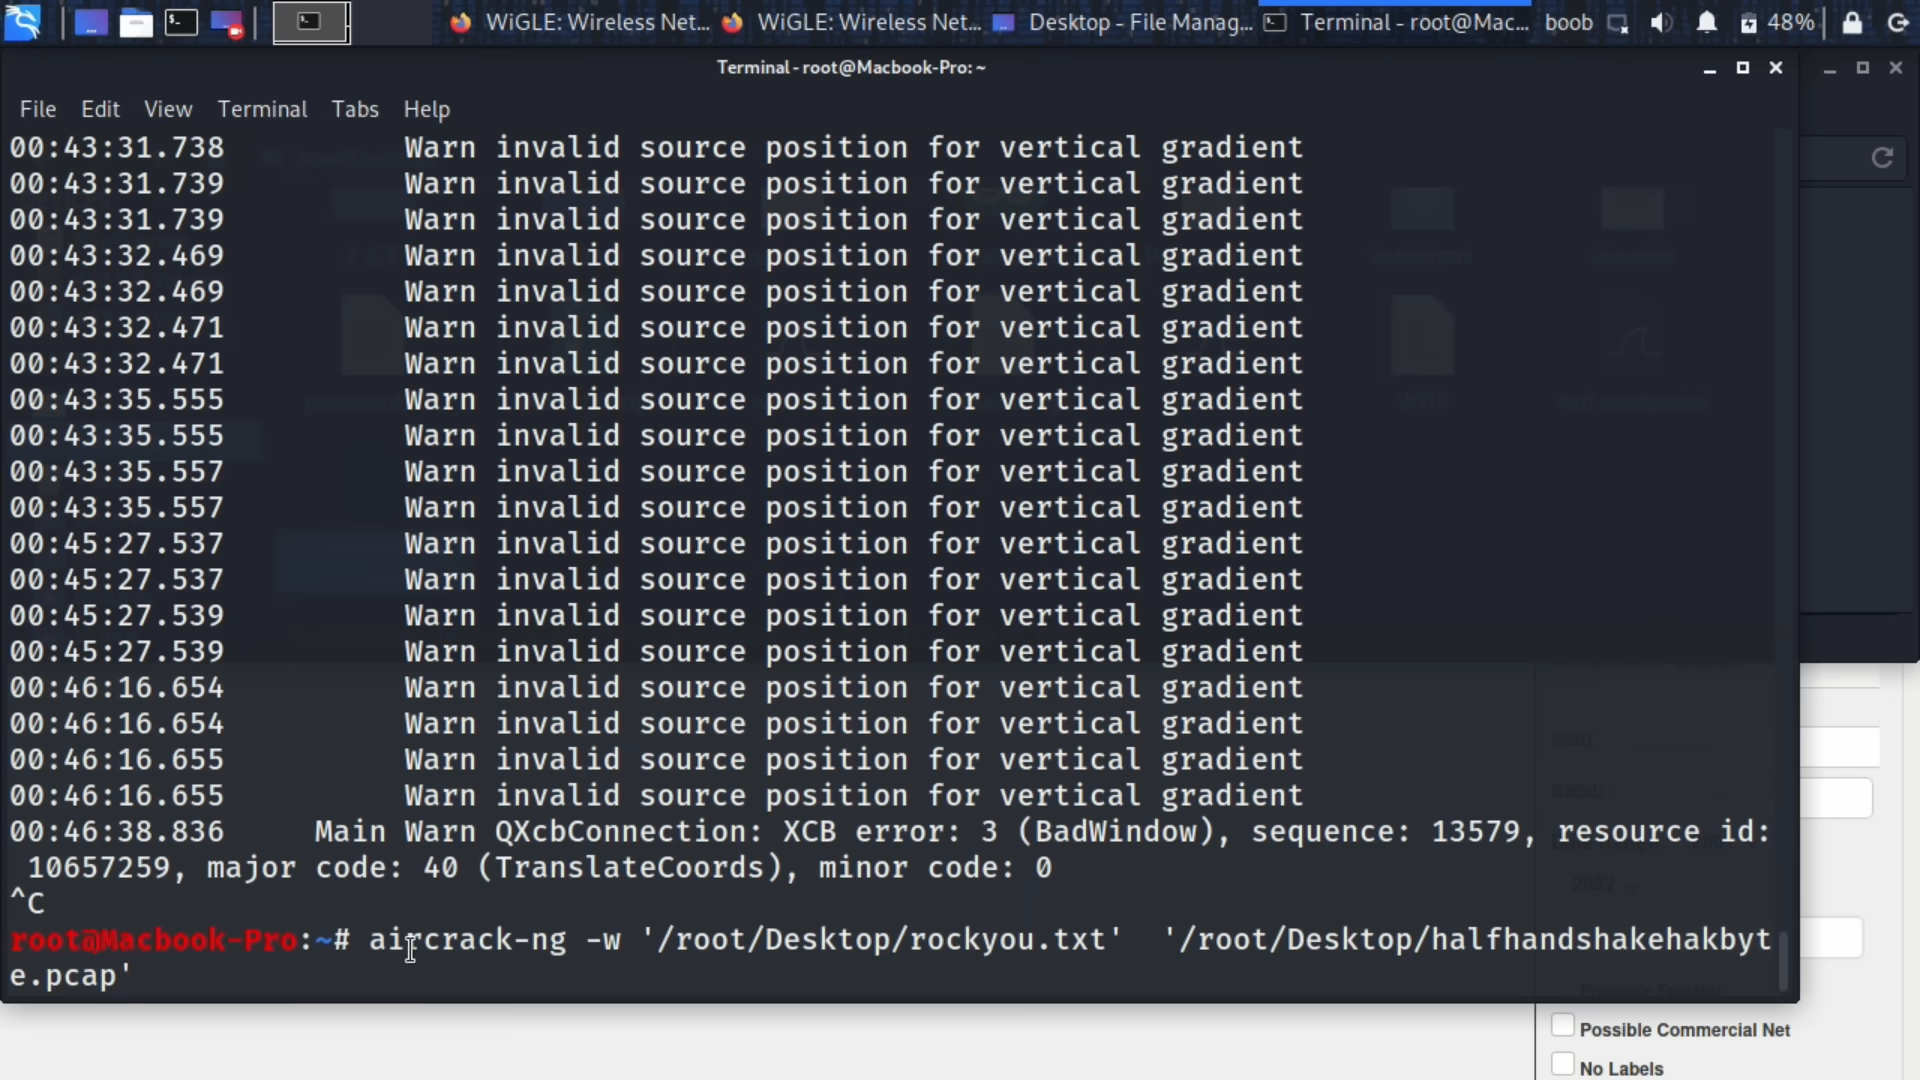 WiGLE: Wireless Net... WiGLE: Wireless Net... Desktop - File Manag... Terminal - root@Mac... boob 48%
Terminal - root@Macbook-Pro: ~
File Edit View Terminal Tabs Help
00:43:31.738 Warn invalid source position for vertical gradient
00:43:31.739 Warn invalid source position for vertical gradient
00:43:31.739 Warn invalid source position for vertical gradient
00:43:32.469 Warn invalid source position for vertical gradient
00:43:32.469 Warn invalid source position for vertical gradient
00:43:32.471 Warn invalid source position for vertical gradient
00:43:32.471 Warn invalid source position for vertical gradient
00:43:35.555 Warn invalid source position for vertical gradient
00:43:35.555 Warn invalid source position for vertical gradient
00:43:35.557 Warn invalid source position for vertical gradient
00:43:35.557 Warn invalid source position for vertical gradient
00:45:27.537 Warn invalid source position for vertical gradient
00:45:27.537 Warn invalid source position for vertical gradient
00:45:27.539 Warn invalid source position for vertical gradient
00:45:27.539 Warn invalid source position for vertical gradient
00:46:16.654 Warn invalid source position for vertical gradient
00:46:16.654 Warn invalid source position for vertical gradient
00:46:16.655 Warn invalid source position for vertical gradient
00:46:16.655 Warn invalid source position for vertical gradient
00:46:38.836 Main Warn QXcbConnection: XCB error: 3 (BadWindow), sequence: 13579, resource id:
10657259, major code: 40 (TranslateCoords), minor code: 0
^C
root@Macbook-Pro:~# aircrack-ng -w '/root/Desktop/rockyou.txt' '/root/Desktop/halfhandshakehakbyt
e.pcap'
2022
Possible Commercial Net
No Labels